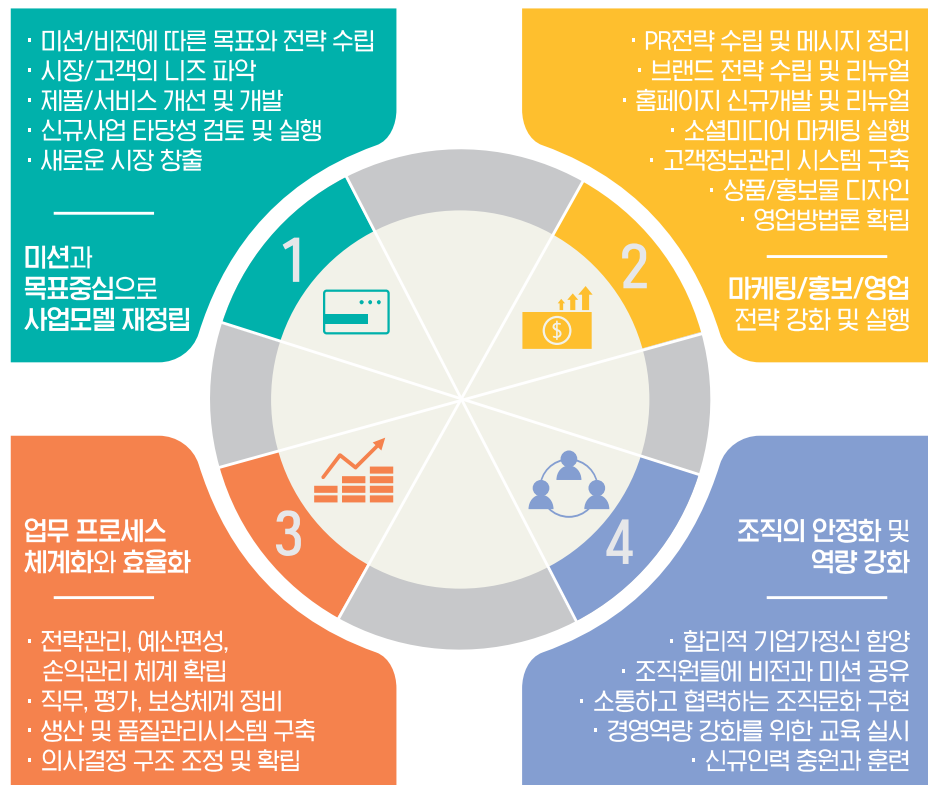 · 미션/비전에 따른 목표와 전략 수립
· 시장/고객의 니즈 파악
· 제품/서비스 개선 및 개발
· 신규사업 타당성 검토 및 실행
· 새로운 시장 창출
미션과
목표중심으로
사업모델 재정립
1
· PR전략 수립 및 메시지 정리
· 브랜드 전략 수립 및 리뉴얼
· 홈페이지 신규개발 및 리뉴얼
· 소셜미디어 마케팅 실행
· 고객정보관리 시스템 구축
· 상품/홍보물 디자인
· 영업방법론 확립
마케팅/홍보/영업
전략 강화 및 실행
2
$
업무 프로세스
체계화와 효율화
3
· 전략관리, 예산편성,
손익관리 체계 확립
· 직무, 평가, 보상체계 정비
· 생산 및 품질관리시스템 구축
· 의사결정 구조 조정 및 확립
조직의 안정화 및
역량 강화
4
· 합리적 기업가정신 함양
· 조직원들에 비전과 미션 공유
· 소통하고 협력하는 조직문화 구현
· 경영역량 강화를 위한 교육 실시
· 신규인력 충원과 훈련